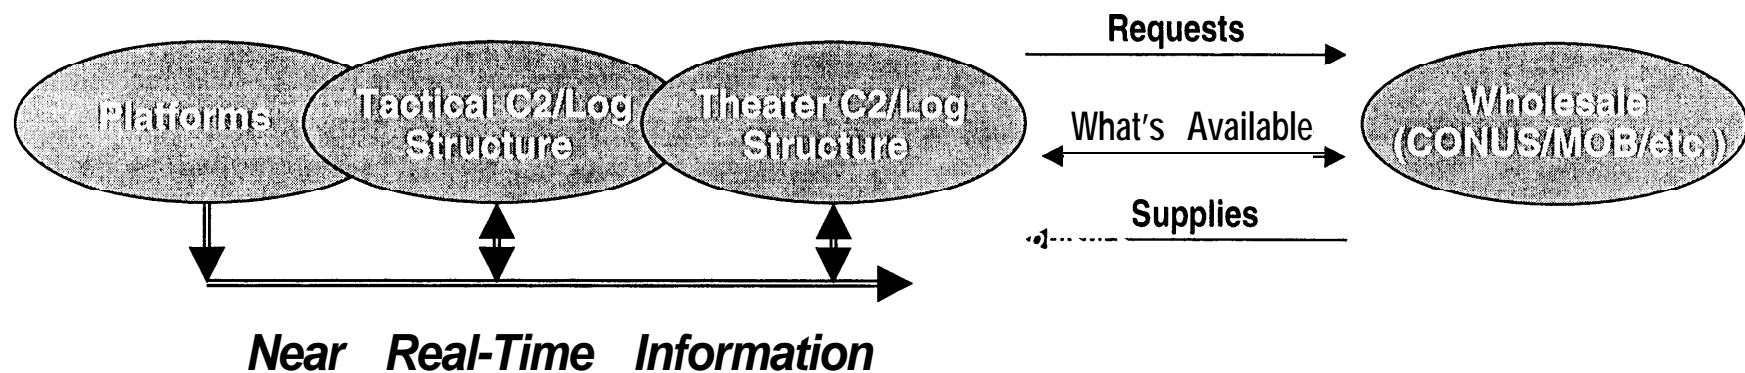 Requests
Platforms
Tactical C2/Log
Structure
Theater C2/Log
Structure
What's Available
Wholesale
(CONUS/MOB/etc.)
Supplies
Near Real-Time Information